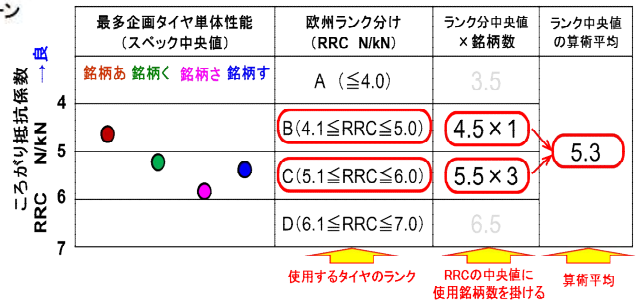 ーン
最多企画タイヤ単体性能
(スペック中央値)
欧州ランク分け
(RRC N/kN)
ランク分中央値
×銘柄数
ランク中央値
の算術平均
銘柄あ 銘柄く 銘柄さ 銘柄す
A (≦4.0)
3.5
4
B(4.1≦RRC≦5.0)
4.5×1
5
5.3
C(5.1≦RRC≦6.0)
5.5×3
6
D(6.1≦RRC≦7.0)
6.5
7
ころがり抵抗係数 →良
RRC N/kN
使用するタイヤのランク
RRCの中央値に
使用銘柄数を掛ける
算術平均